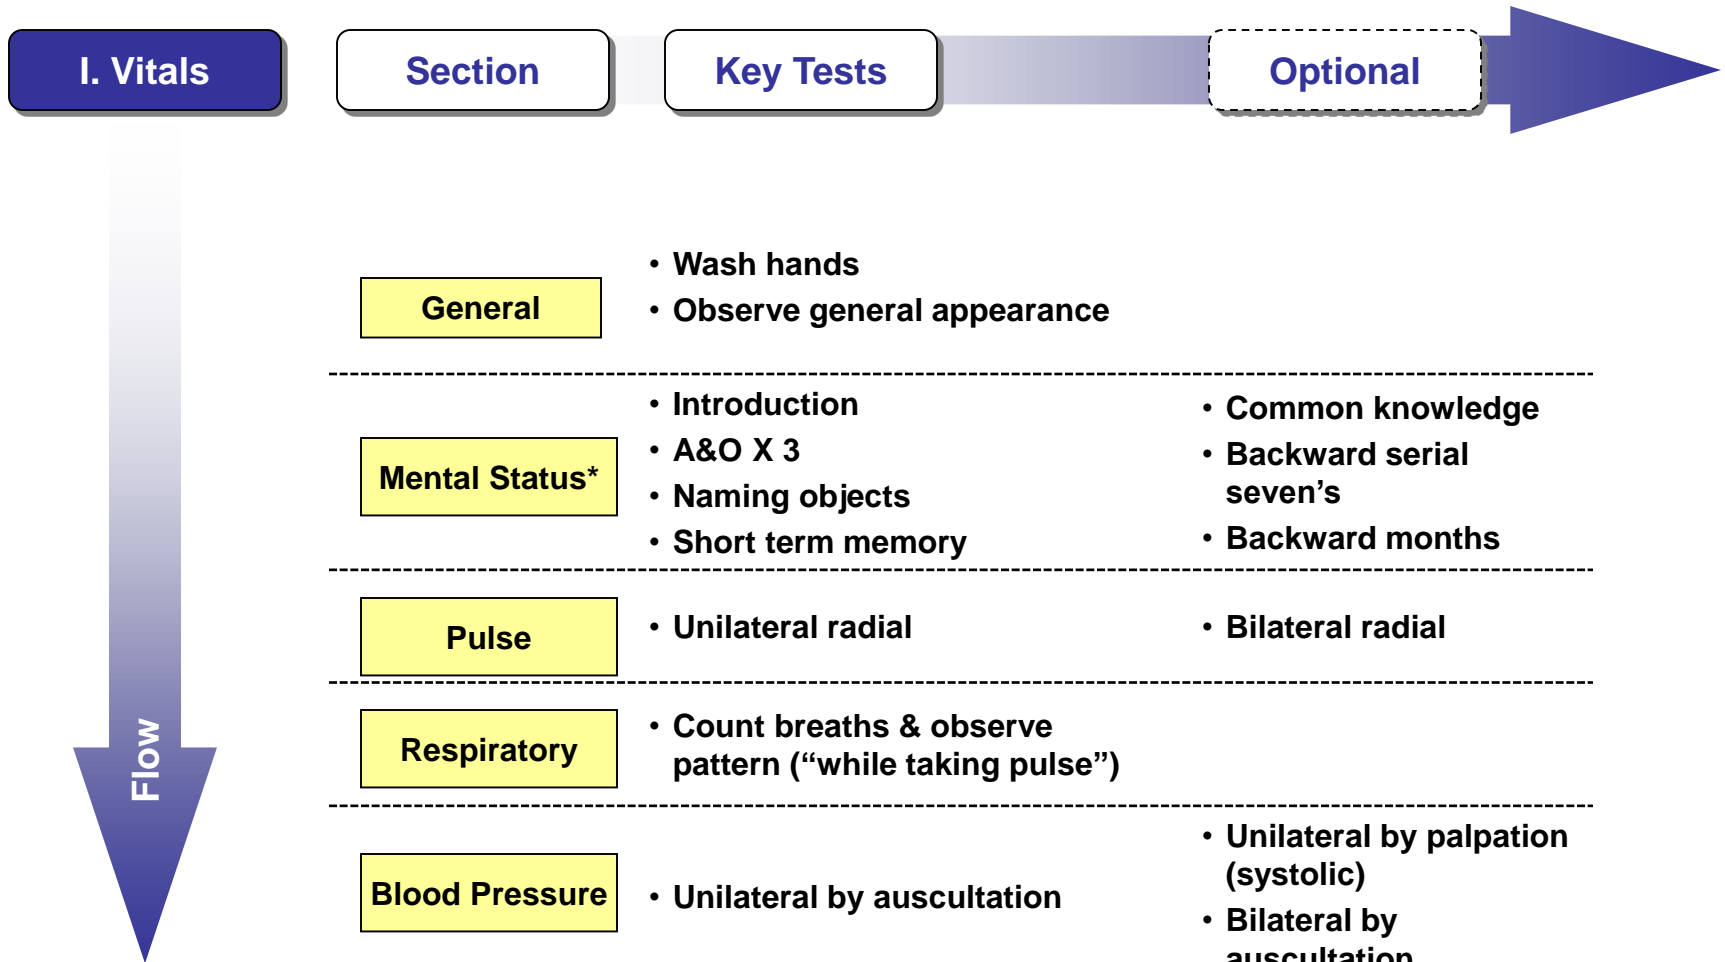 I. Vitals
Section
Key Tests
Optional
General
• Wash hands
• Observe general appearance
Mental Status*
• Introduction
• A&O X 3
• Naming objects
• Short term memory
• Common knowledge
• Backward serial
seven’s
• Backward months
Pulse
• Unilateral radial
• Bilateral radial
Respiratory
• Count breaths & observe
pattern (“while taking pulse”)
Blood Pressure
• Unilateral by auscultation
• Unilateral by palpation
(systolic)
• Bilateral by
auscultation
Flow